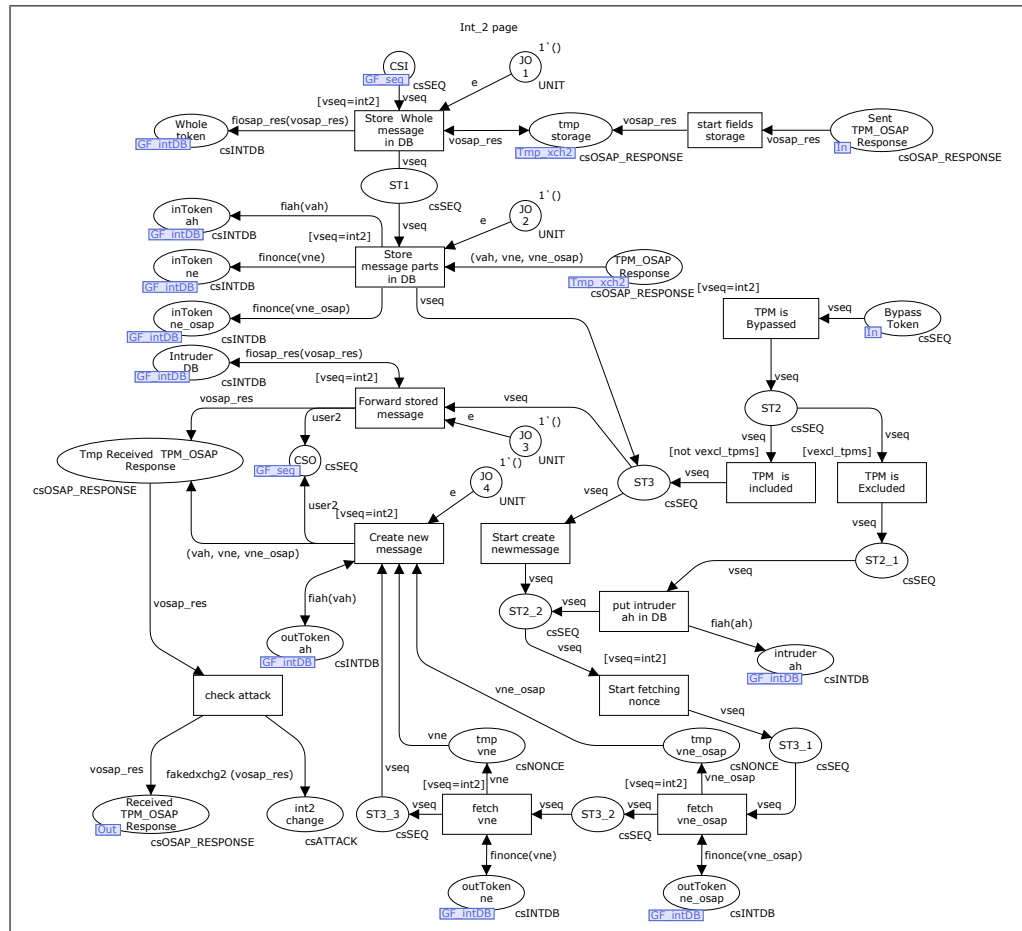 Int_2 page
1`()
CSI
GF_seq
csSEQ
vseq
e
JO
1
UNIT
[vseq=int2]
Whole
token
GF_intDB
csINTDB
fiosap_res(vosap_res)
Store Whole
message
in DB
vosap_res
tmp
storage
Tmp_xch2
csOSAP_RESPONSE
vosap_res
start fields
storage
vosap_res
Sent
TPM_OSAP
Response
In
csOSAP_RESPONSE
vseq
ST1
csSEQ
vseq
1`()
e
JO
2
UNIT
inToken
ah
GF_intDB
csINTDB
fiah(vah)
[vseq=int2]
inToken
ne
GF_intDB
csINTDB
finonce(vne)
Store
message parts
in DB
(vah, vne, vne_osap)
TPM_OSAP
Response
Tmp_xch2
csOSAP_RESPONSE
vseq
inToken
ne_osap
GF_intDB
csINTDB
finonce(vne_osap)
[vseq=int2]
TPM is
Bypassed
vseq
Bypass
Token
In
csSEQ
Intruder
DB
GF_intDB
csINTDB
fiosap_res(vosap_res)
[vseq=int2]
Forward stored
message
vseq
vseq
ST2
csSEQ
vosap_res
user2
e
1`()
JO
3
UNIT
vseq
vseq
[not vexcl_tpms]
[vexcl_tpms]
Tmp Received TPM_OSAP
Response
csOSAP_RESPONSE
CSO
GF_seq
csSEQ
1`()
JO
4
UNIT
e
ST3
csSEQ
vseq
TPM is
included
TPM is
Excluded
user2
[vseq=int2]
vseq
vseq
(vah, vne, vne_osap)
Create new
message
Start create
newmessage
ST2_1
csSEQ
vseq
vseq
fiah(vah)
ST2_2
csSEQ
vseq
put intruder
ah in DB
fiah(ah)
vosap_res
outToken
ah
GF_intDB
csINTDB
vseq
[vseq=int2]
intruder
ah
GF_intDB
csINTDB
check attack
vne_osap
Start fetching
nonce
vseq
vne
tmp
vne
csNONCE
tmp
vne_osap
csNONCE
ST3_1
csSEQ
vosap_res
fakedxchg2 (vosap_res)
vseq
[vseq=int2]
vne
[vseq=int2]
vne_osap
Received
TPM_OSAP
Response
Out
csOSAP_RESPONSE
int2
change
csATTACK
ST3_3
csSEQ
vseq
fetch
vne
vseq
ST3_2
csSEQ
vseq
fetch
vne_osap
vseq
finonce(vne)
finonce(vne_osap)
outToken
ne
GF_intDB
csINTDB
outToken
ne_osap
GF_intDB
csINTDB